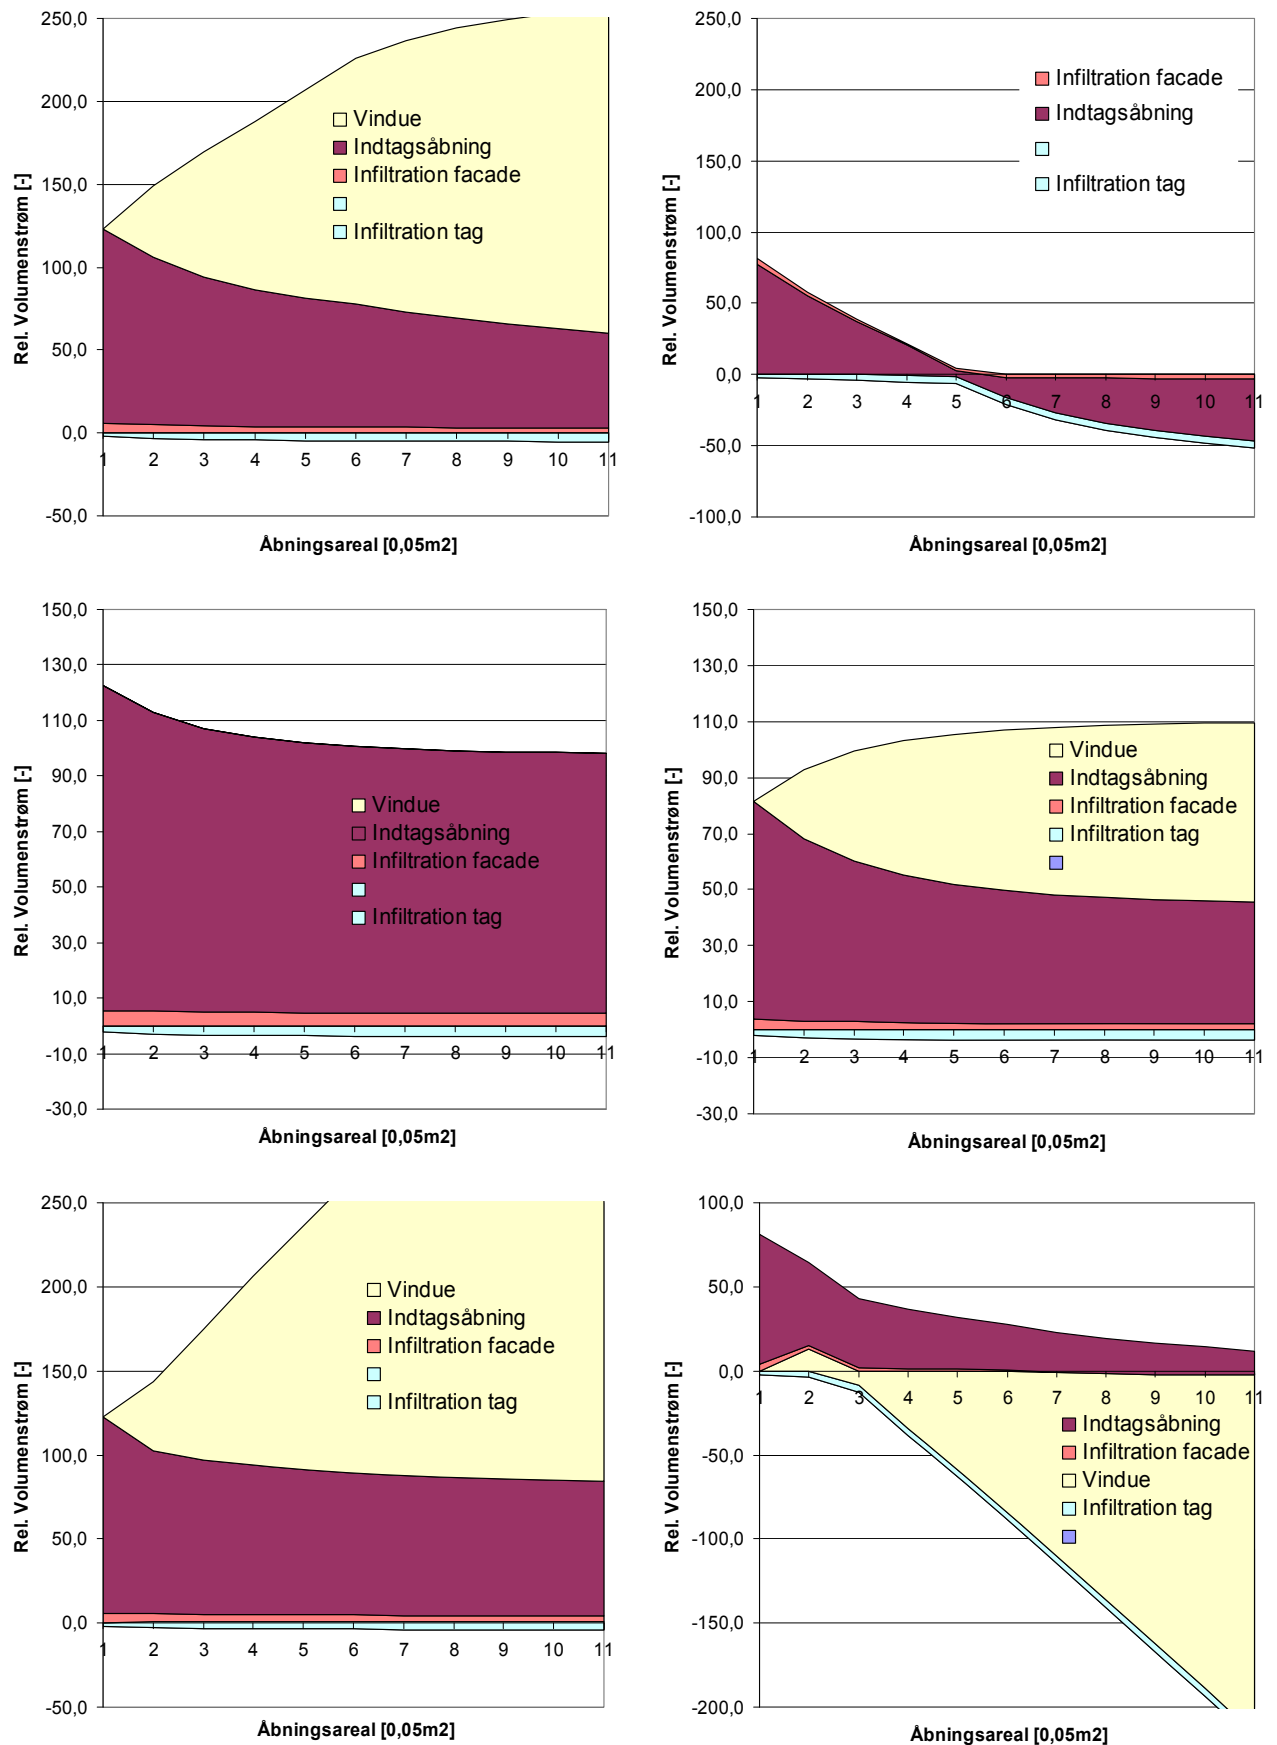 250,0
200,0
150,0
100,0
50,0
0,0
-50,0
Rel. Volumenstrøm [-]
Vindue
Indtagsåbning
Infiltration facade
Infiltration tag
1 2 3 4 5 6 7 8 9 10 11
Åbningsareal [0,05m2]
250,0
200,0
150,0
100,0
50,0
0,0
-50,0
-100,0
Rel. Volumenstrøm [-]
Infiltration facade
Indtagsåbning
Infiltration tag
1 2 3 4 5 6 7 8 9 10 11
Åbningsareal [0,05m2]
150,0
130,0
110,0
90,0
70,0
50,0
30,0
10,0
-10,0
-30,0
Rel. Volumenstrøm [-]
Vindue
Indtagsåbning
Infiltration facade
Infiltration tag
1 2 3 4 5 6 7 8 9 10 11
Åbningsareal [0,05m2]
150,0
130,0
110,0
90,0
70,0
50,0
30,0
10,0
-10,0
-30,0
Rel. Volumenstrøm [-]
Vindue
Indtagsåbning
Infiltration facade
Infiltration tag
1 2 3 4 5 6 7 8 9 10 11
Åbningsareal [0,05m2]
250,0
200,0
150,0
100,0
50,0
0,0
-50,0
Rel. Volumenstrøm [-]
Vindue
Indtagsåbning
Infiltration facade
Infiltration tag
1 2 3 4 5 6 7 8 9 10 11
Åbningsareal [0,05m2]
100,0
50,0
0,0
-50,0
-100,0
-150,0
-200,0
Rel. Volumenstrøm [-]
1 2 3 4 5 6 7 8 9 10 11
Indtagsåbning
Infiltration facade
Vindue
Infiltration tag
Åbningsareal [0,05m2]